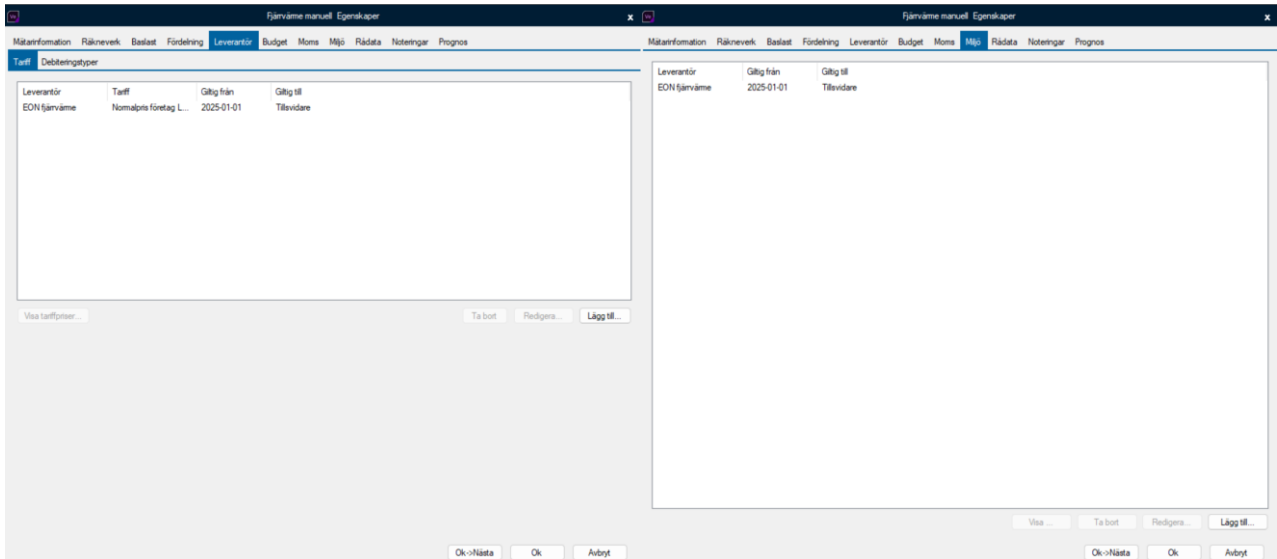 Fjärrvärme manuell Egenskaper
x
Mätarinformation Räkneverk Baslast Fördelning Leverantör Budget Moms Miljö Rådata Noteringar Prognos
Tariff Debiteringstyper
Leverantör Tariff Giltig från Giltig till
EON fjärrvärme Normalpris företag L... 2025-01-01 Tillsvidare
Visa tariffpriser... Ta bort Redigera... Lägg till...
Ok->Nästa Ok Avbryt
Fjärrvärme manuell Egenskaper
x
Mätarinformation Räkneverk Baslast Fördelning Leverantör Budget Moms Miljö Rådata Noteringar Prognos
Leverantör Giltig från Giltig till
EON fjärrvärme 2025-01-01 Tillsvidare
Visa ... Ta bort Redigera... Lägg till...
Ok->Nästa Ok Avbryt